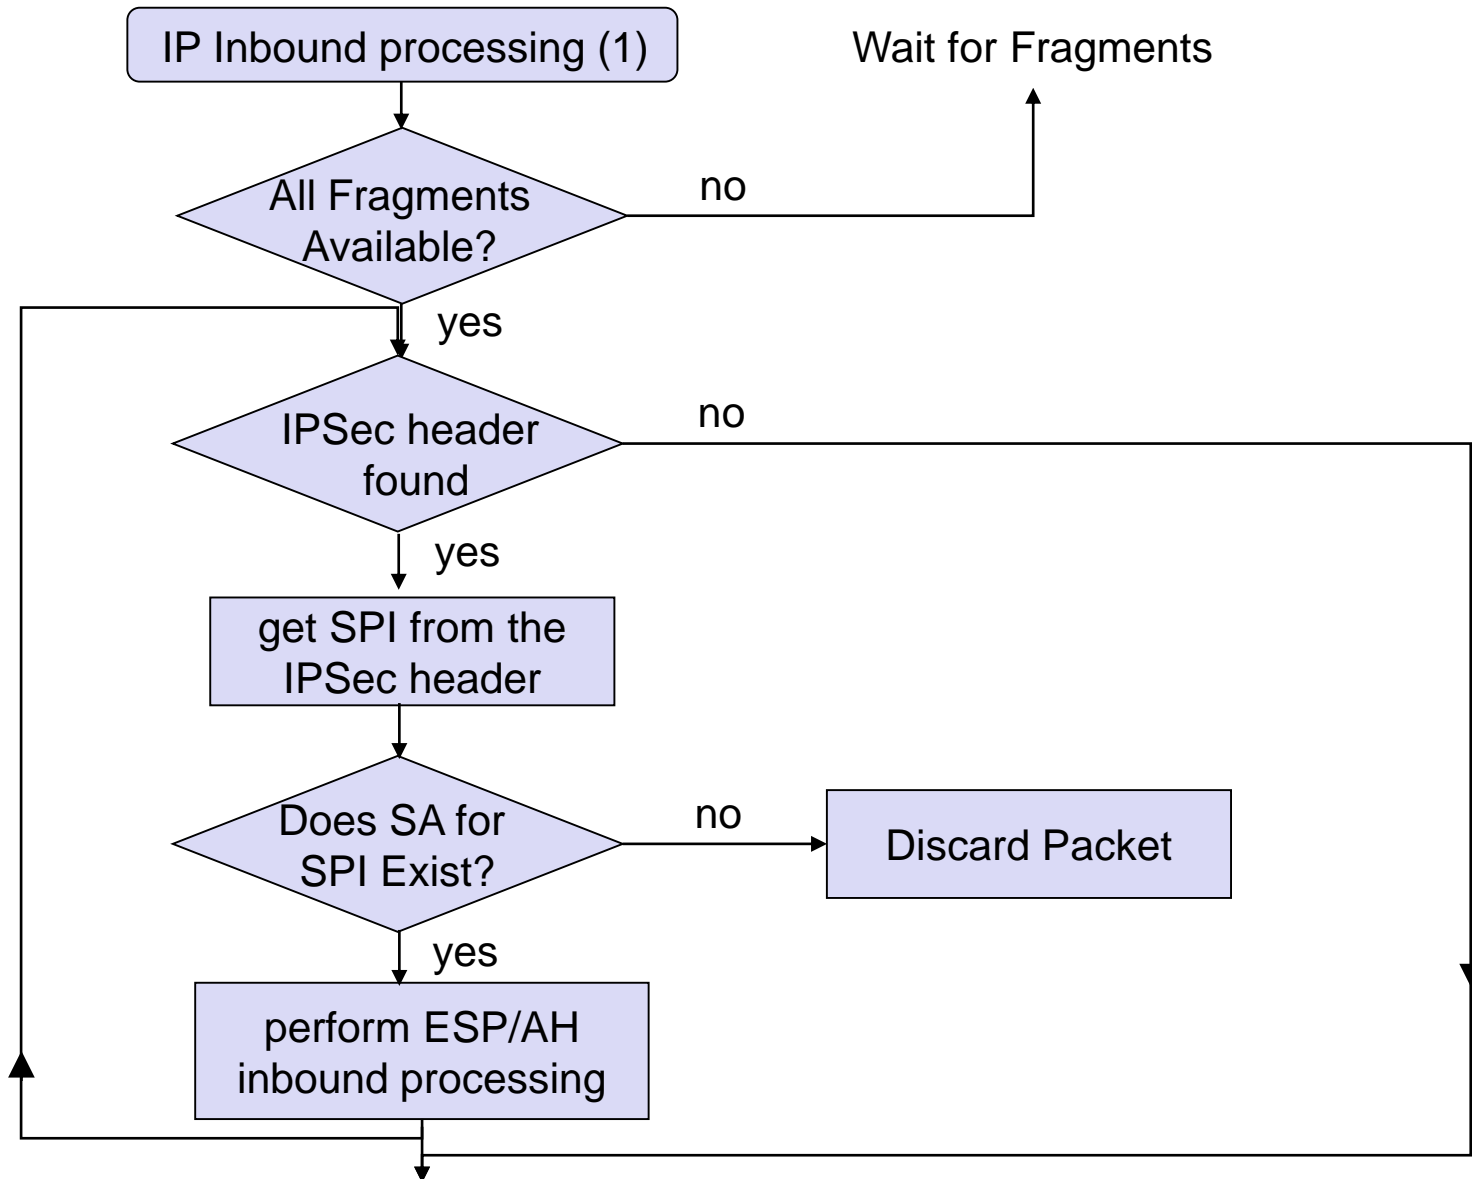 IP Inbound processing (1)
Wait for Fragments
All Fragments
Available?
no
yes
IPSec header
found
no
yes
get SPI from the
IPSec header
Does SA for
SPI Exist?
no
Discard Packet
yes
perform ESP/AH
inbound processing